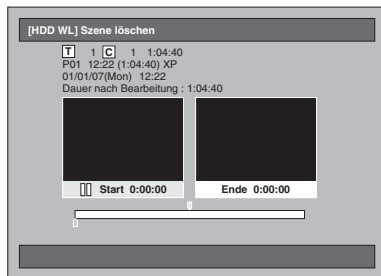 [HDD WL] Szene löschen
T 1 C 1 1:04:40
P01 12:22 (1:04:40) XP
01/01/07(Mon) 12:22
Dauer nach Bearbeitung : 1:04:40
Start 0:00:00 Ende 0:00:00